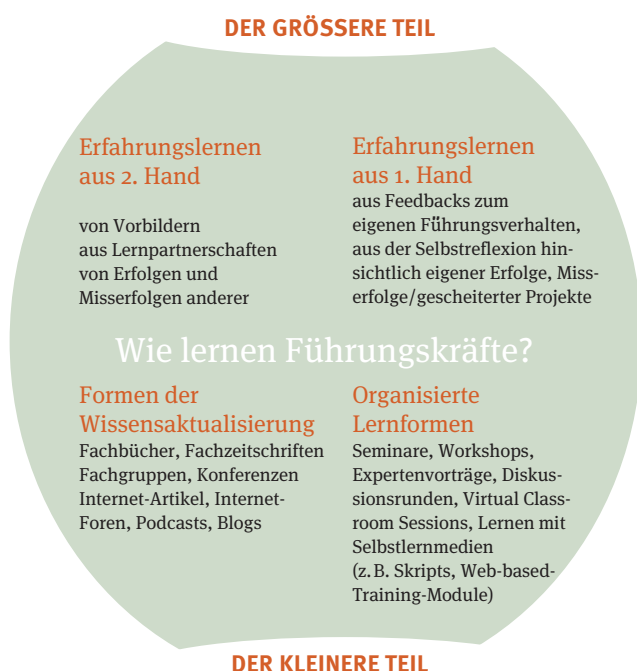 DER GRÖSSERE TEIL
Erfahrungslernen
aus 2. Hand
von Vorbildern
aus Lernpartnerschaften
von Erfolgen und
Misserfolgen anderer
Erfahrungslernen
aus 1. Hand
aus Feedbacks zum
eigenen Führungsverhalten,
aus der Selbstreflexion hin-
sichtlich eigener Erfolge, Miss-
erfolge/gescheiterter Projekte
Wie lernen Führungskräfte?
Formen der
Wissensaktualisierung
Fachbücher, Fachzeitschriften
Fachgruppen, Konferenzen
Internet-Artikel, Internet-
Foren, Podcasts, Blogs
Organisierte
Lernformen
Seminare, Workshops,
Expertenvorträge, Diskus-
sionsrunden, Virtual Class-
room Sessions, Lernen mit
Selbstlernmedien
(z. B. Skripts, Web-based-
Training-Module)
DER KLEINERE TEIL